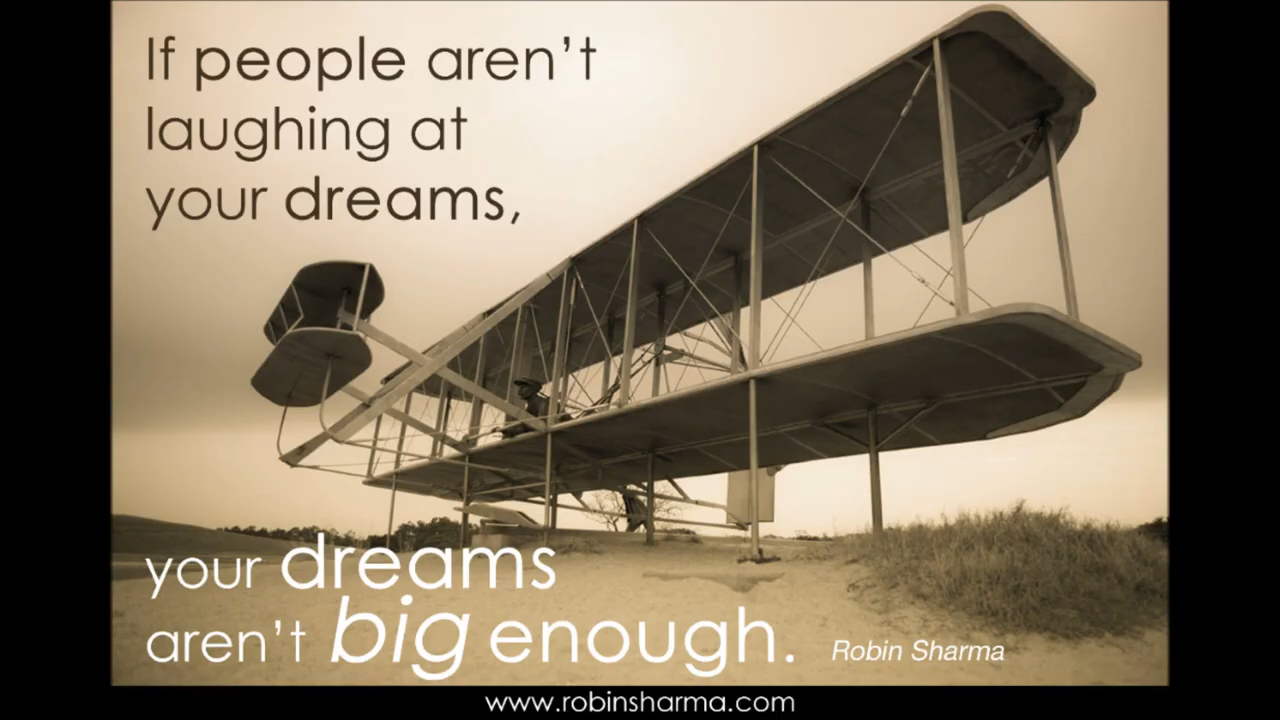 If people aren’t
laughing at
your dreams,
your dreams
aren’t big enough.
Robin Sharma
www.robinsharma.com